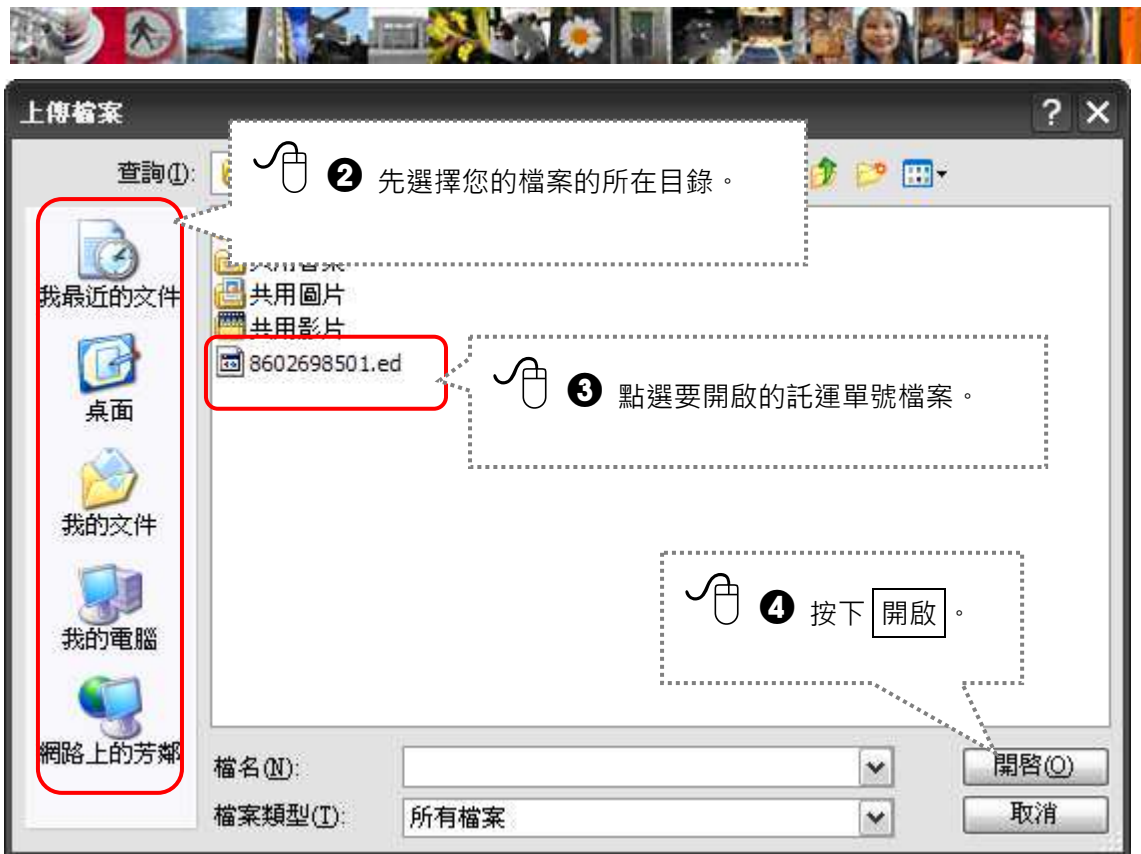 上傳檔案
查詢(I):
❷ 先選擇您的檔案的所在目錄。
我最近的文件
桌面
我的文件
我的電腦
網路上的芳鄰
共用圖片
共用影片
8602698501.ed
❸ 點選要開啟的託運單號檔案。
❹ 按下 開啟 。
檔名(N):
開啓(O)
檔案類型(T):
所有檔案
取消